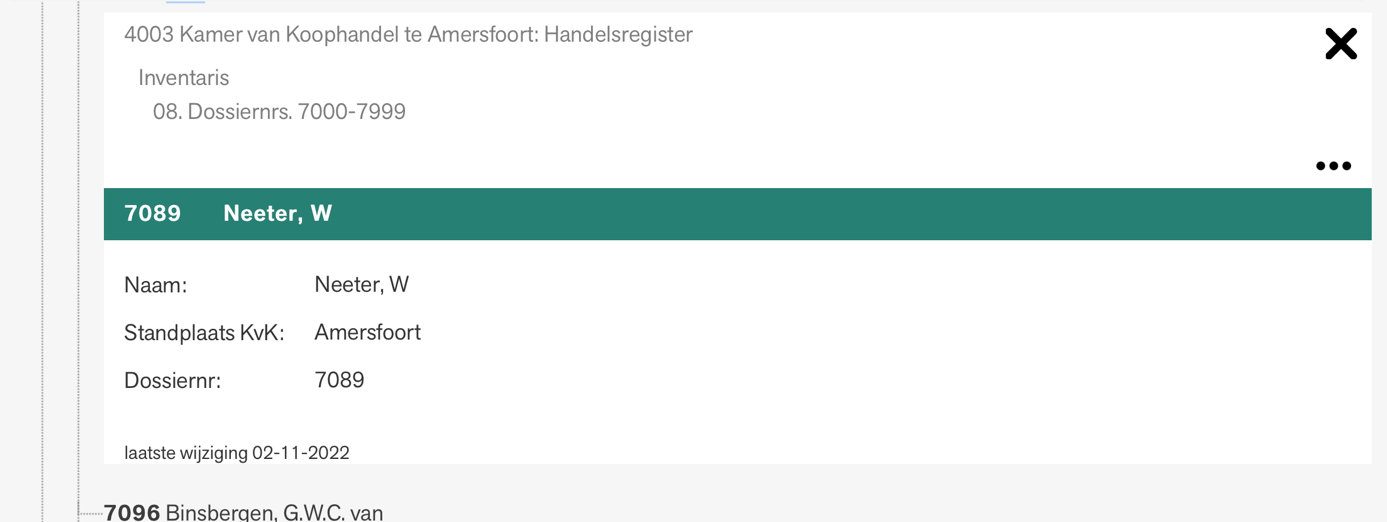 4003 Kamer van Koophandel te Amersfoort: Handelsregister
Inventaris
08. Dossiernrs. 7000-7999
7089 Neeter, W
Naam: Neeter, W
Standplaats KvK: Amersfoort
Dossiernr: 7089
laatste wijziging 02-11-2022
7096 Binsbergen, G.W.C. van